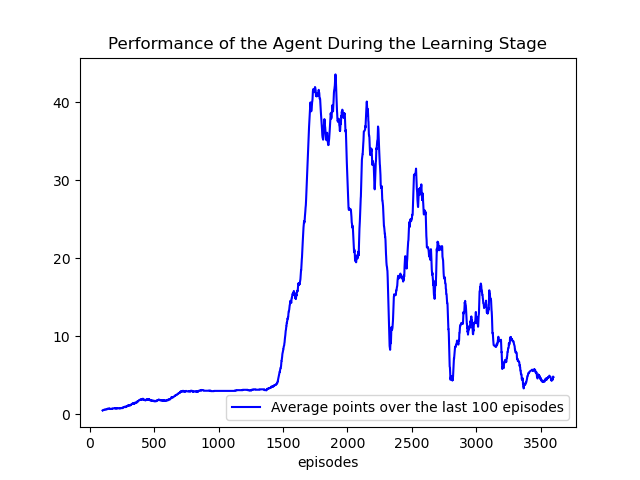 Performance of the Agent During the Learning Stage
40
30
20
10
0
Average points over the last 100 episodes
0 500 1000 1500 2000 2500 3000 3500
episodes